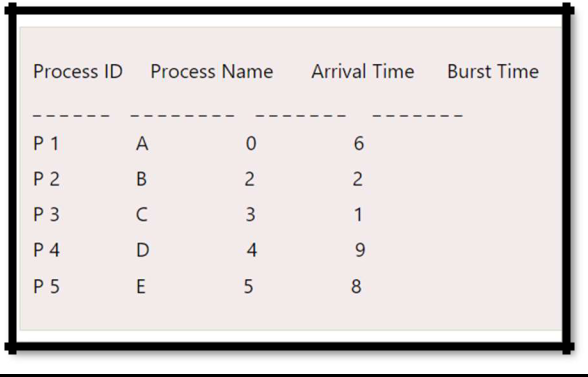 Process ID Process Name Arrival Time Burst Time
_ _ _ _ _ _ _ _ _ _ _ _ _ _ _ _ _ _ _ _ _ _ _ _ _ _ _ _
P 1 A 0 6
P 2 B 2 2
P 3 C 3 1
P 4 D 4 9
P 5 E 5 8